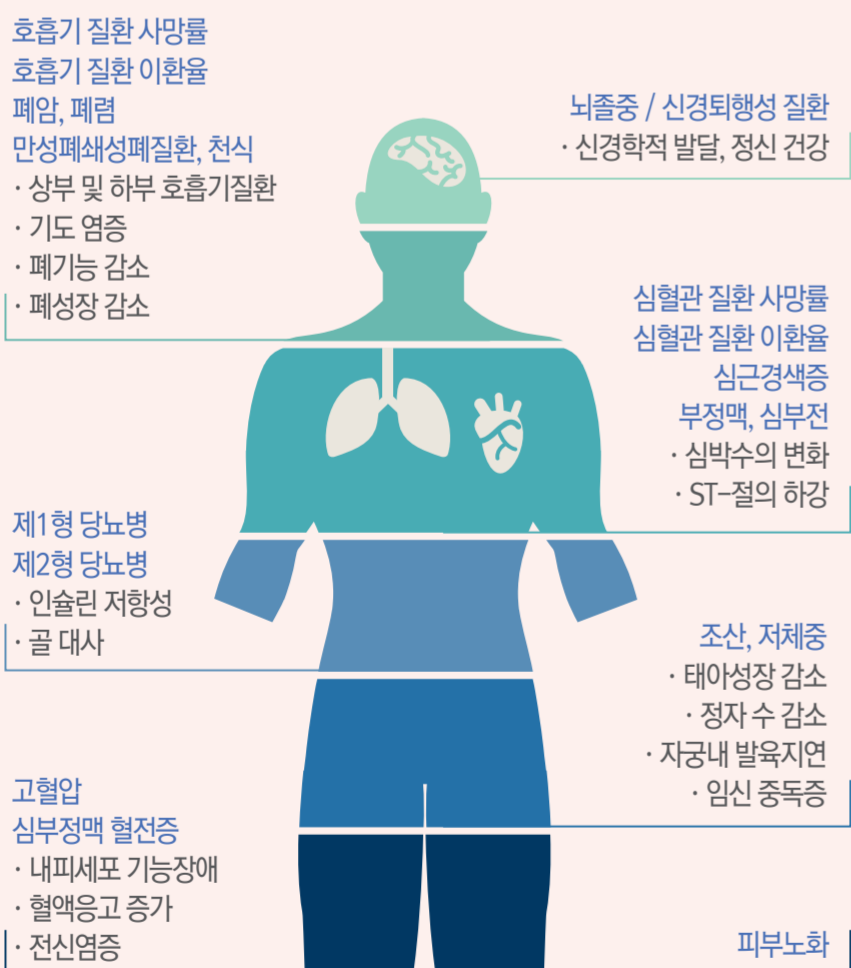 호흡기 질환 사망률
호흡기 질환 이환율
폐암, 폐렴
만성폐쇄성폐질환, 천식
· 상부 및 하부 호흡기질환
· 기도 염증
· 폐기능 감소
· 폐성장 감소
뇌졸중 / 신경퇴행성 질환
· 신경학적 발달, 정신 건강
심혈관 질환 사망률
심혈관 질환 이환율
심근경색증
부정맥, 심부전
· 심박수의 변화
· ST-절의 하강
제1형 당뇨병
제2형 당뇨병
· 인슐린 저항성
· 골 대사
조산, 저체중
· 태아성장 감소
· 정자 수 감소
· 자궁내 발육지연
· 임신 중독증
고혈압
심부정맥 혈전증
· 내피세포 기능장애
· 혈액응고 증가
· 전신염증
피부노화